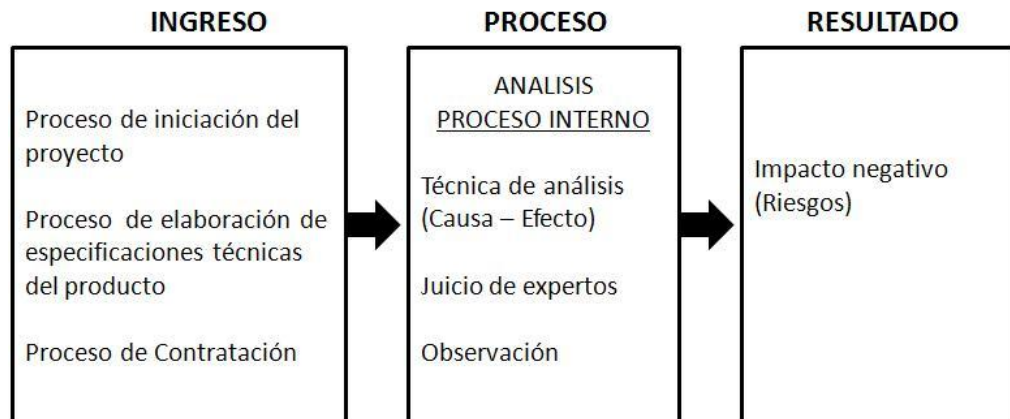 INGRESO
PROCESO
RESULTADO
Proceso de iniciación del
proyecto
Proceso de elaboración de
especificaciones técnicas
del producto
Proceso de Contratación
ANALISIS
PROCESO INTERNO
Técnica de análisis
(Causa – Efecto)
Juicio de expertos
Observación
Impacto negativo
(Riesgos)